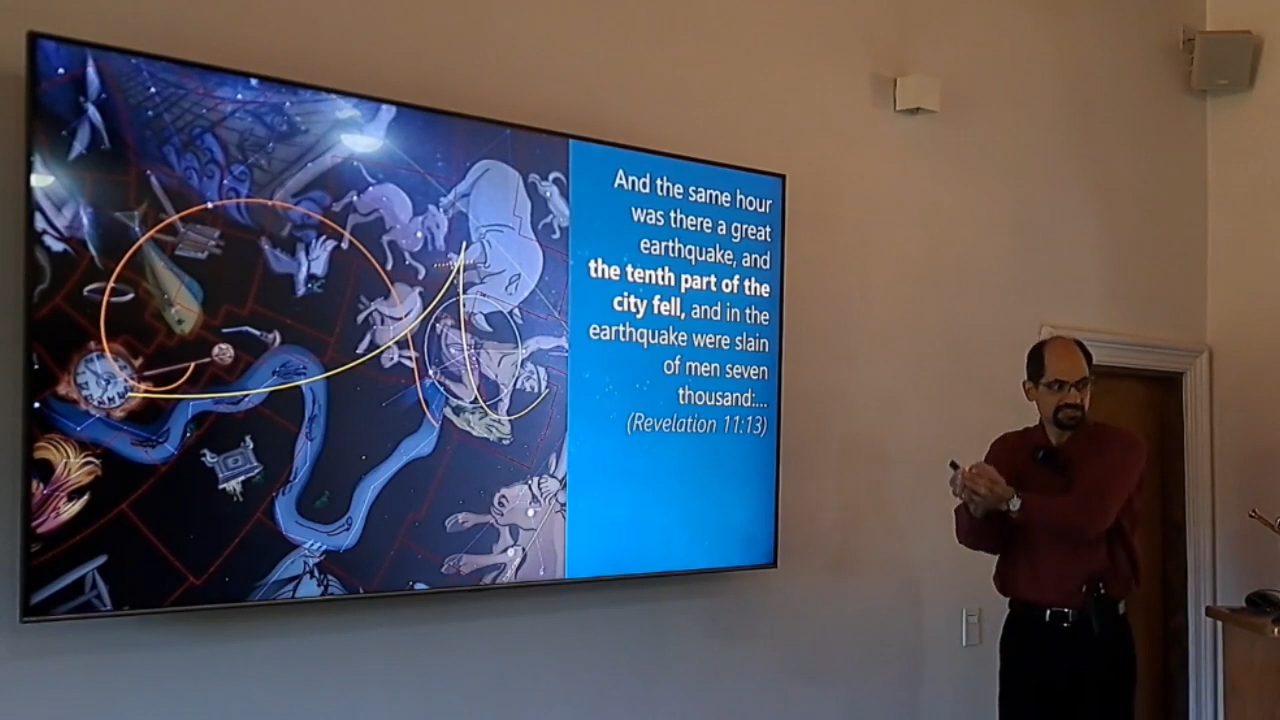 And the same hour
was there a great
earthquake, and
the tenth part of the
city fell, and in the
earthquake were slain
of men seven
thousand:...
(Revelation 11:13)